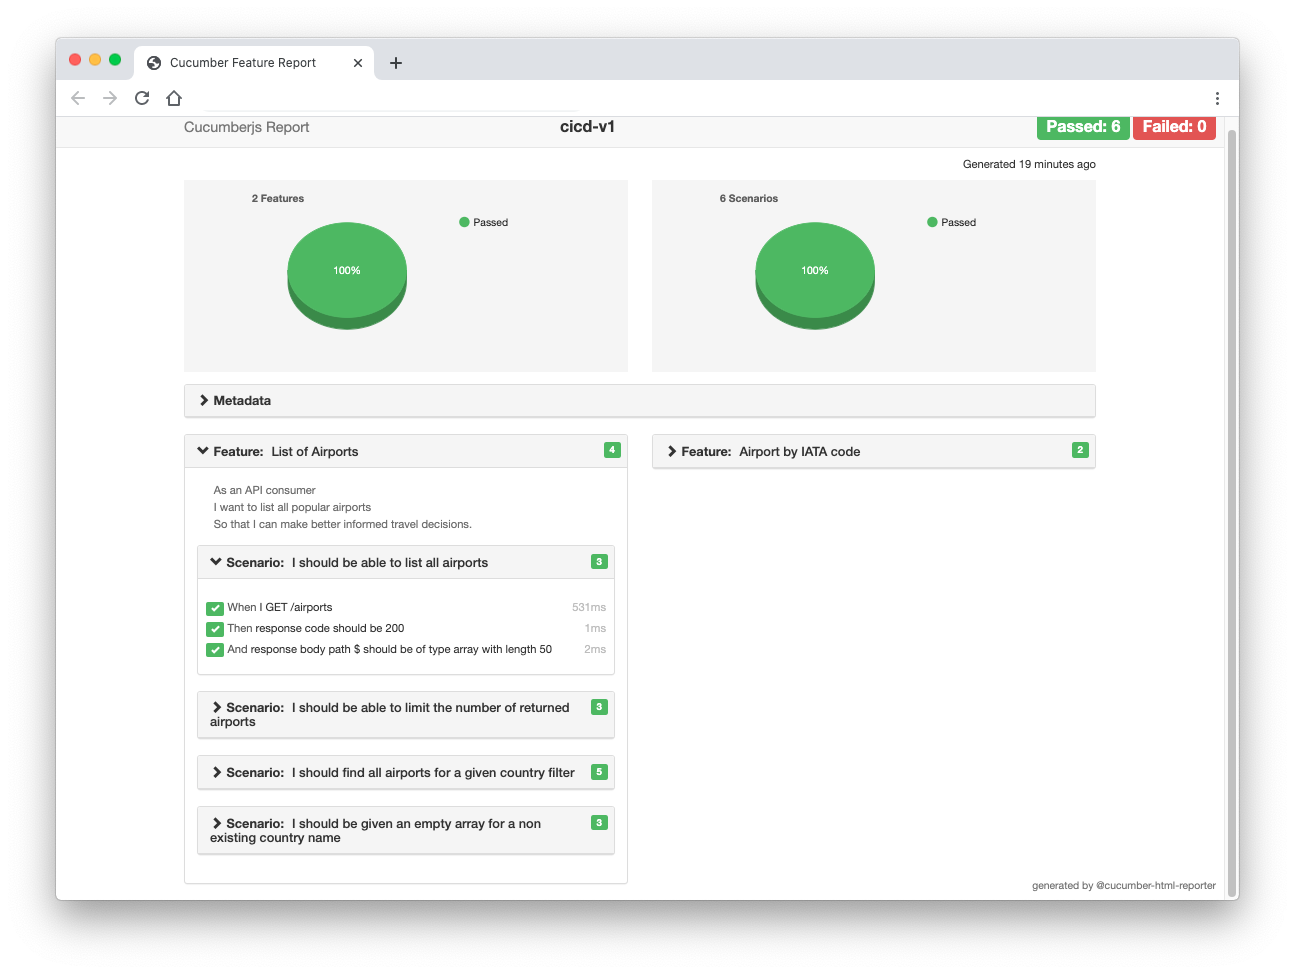 Cucumber Feature Report
Cucumberjs Report
cicd-v1
Passed: 6
Failed: 0
Generated 19 minutes ago
2 Features
Passed
100%
6 Scenarios
Passed
100%
Metadata
Feature: List of Airports
4
As an API consumer
I want to list all popular airports
So that I can make better informed travel decisions.
Scenario: I should be able to list all airports
3
When I GET /airports
531ms
Then response code should be 200
1ms
And response body path $ should be of type array with length 50
2ms
Scenario: I should be able to limit the number of returned
airports
3
Scenario: I should find all airports for a given country filter
5
Scenario: I should be given an empty array for a non
existing country name
3
Feature: Airport by IATA code
2
generated by @cucumber-html-reporter